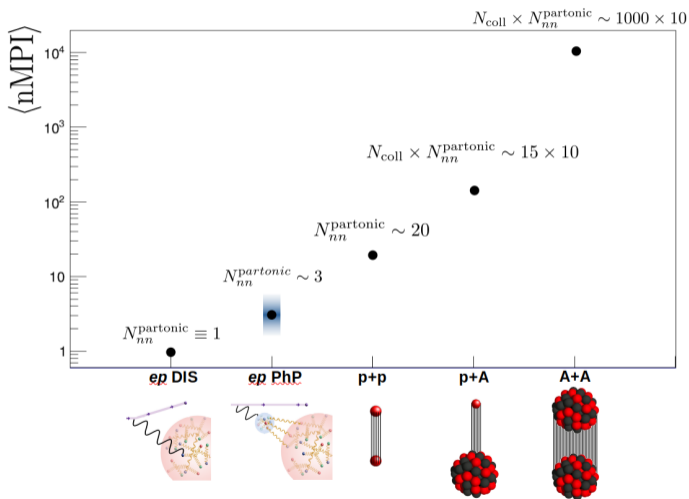 N_coll × N_nn^partonic ∼ 1000 × 10
⟨nMPI⟩
10^4
10^3
N_coll × N_nn^partonic ∼ 15 × 10
10^2
N_nn^partonic ∼ 20
N_nn^partonic ∼ 3
10
N_nn^partonic ≡ 1
1
ep DIS ep PhP p+p p+A A+A